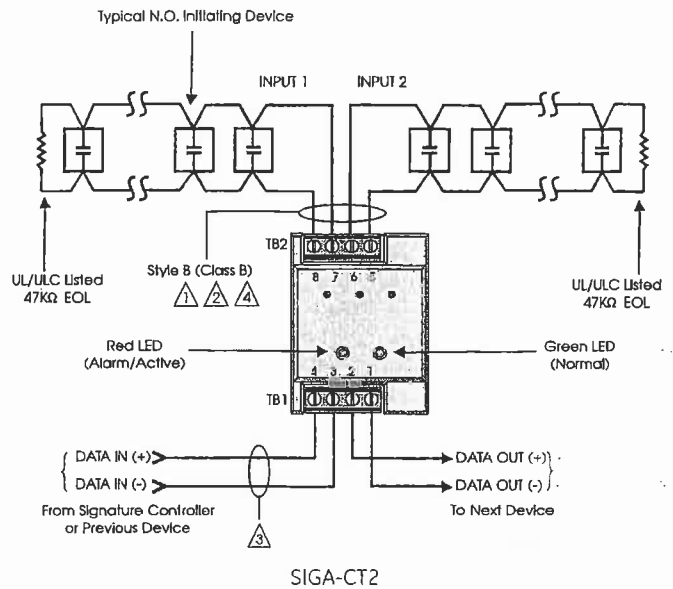 Typical N.O. Initiating Device
INPUT 1
INPUT 2
TB2
8 7 6 5
Style B (Class B)
1 2 4
UL/ULC Listed
47KΩ EOL
UL/ULC Listed
47KΩ EOL
Red LED
(Alarm/Active)
Green LED
(Normal)
4 3 2 1
TB1
DATA IN (+)
DATA OUT (+)
DATA IN (-)
DATA OUT (-)
From Signature Controller
or Previous Device
To Next Device
3
SIGA-CT2